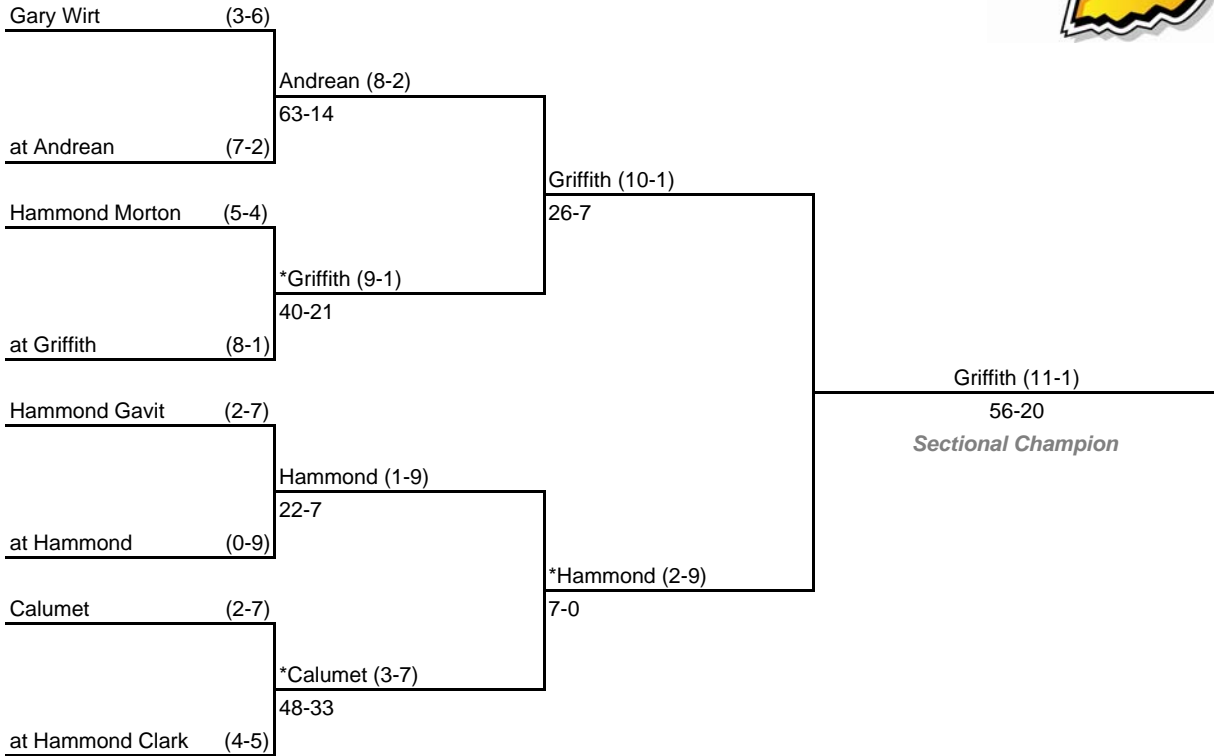 Gary Wirt (3-6)
Andrean (8-2)
63-14
at Andrean (7-2)
Griffith (10-1)
Hammond Morton (5-4)
26-7
*Griffith (9-1)
40-21
at Griffith (8-1)
Griffith (11-1)
Hammond Gavit (2-7)
56-20
Sectional Champion
Hammond (1-9)
22-7
at Hammond (0-9)
*Hammond (2-9)
Calumet (2-7)
7-0
*Calumet (3-7)
48-33
at Hammond Clark (4-5)